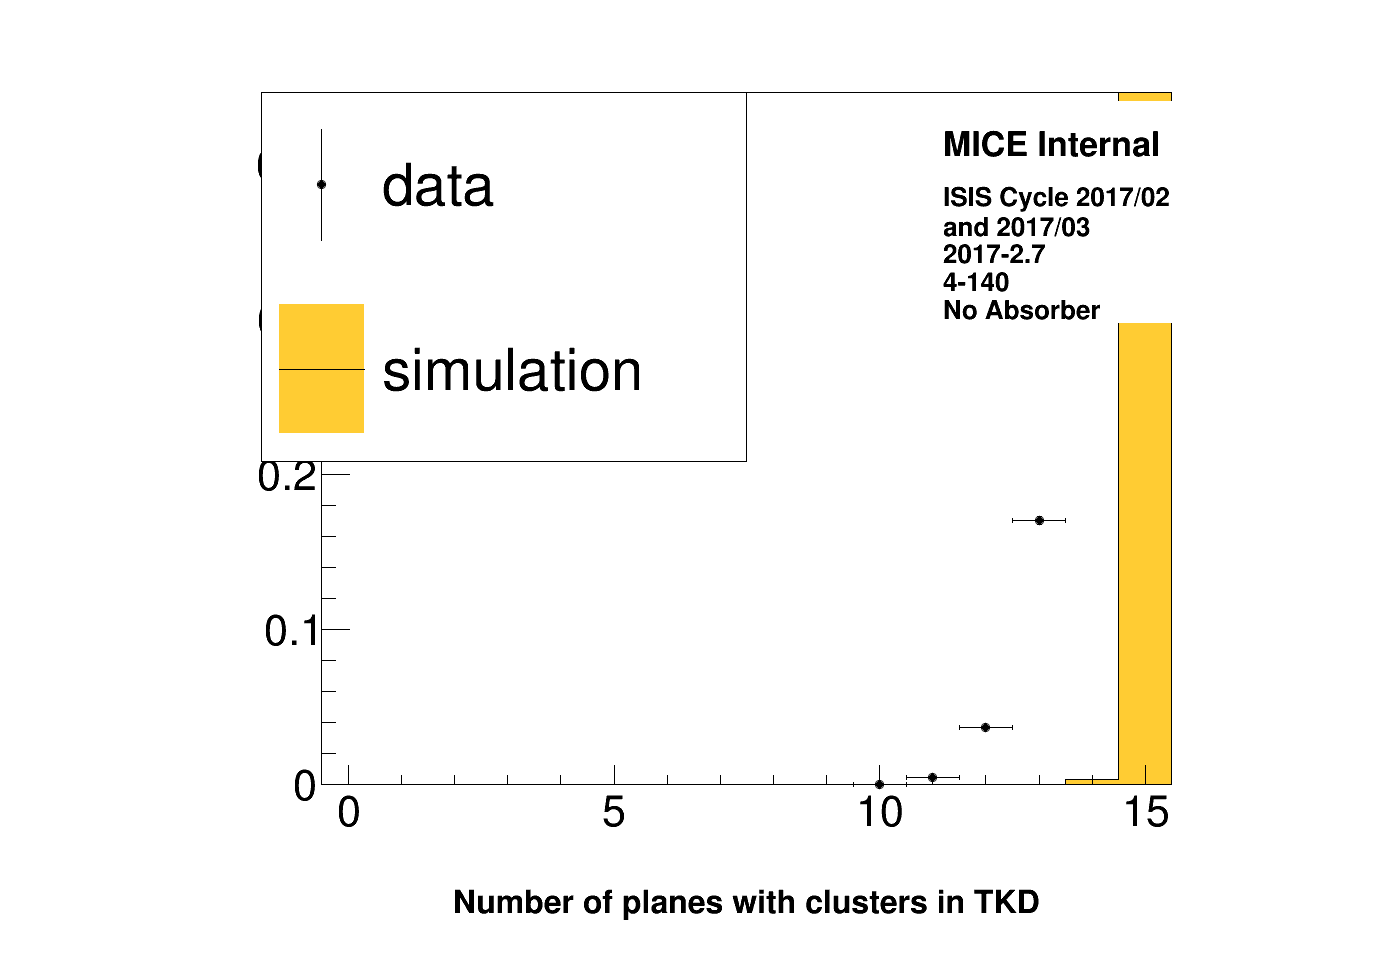 MICE Internal
data
ISIS Cycle 2017/02
and 2017/03
2017-2.7
4-140
No Absorber
simulation
0.2
0.1
0
0 5 10 15
Number of planes with clusters in TKD